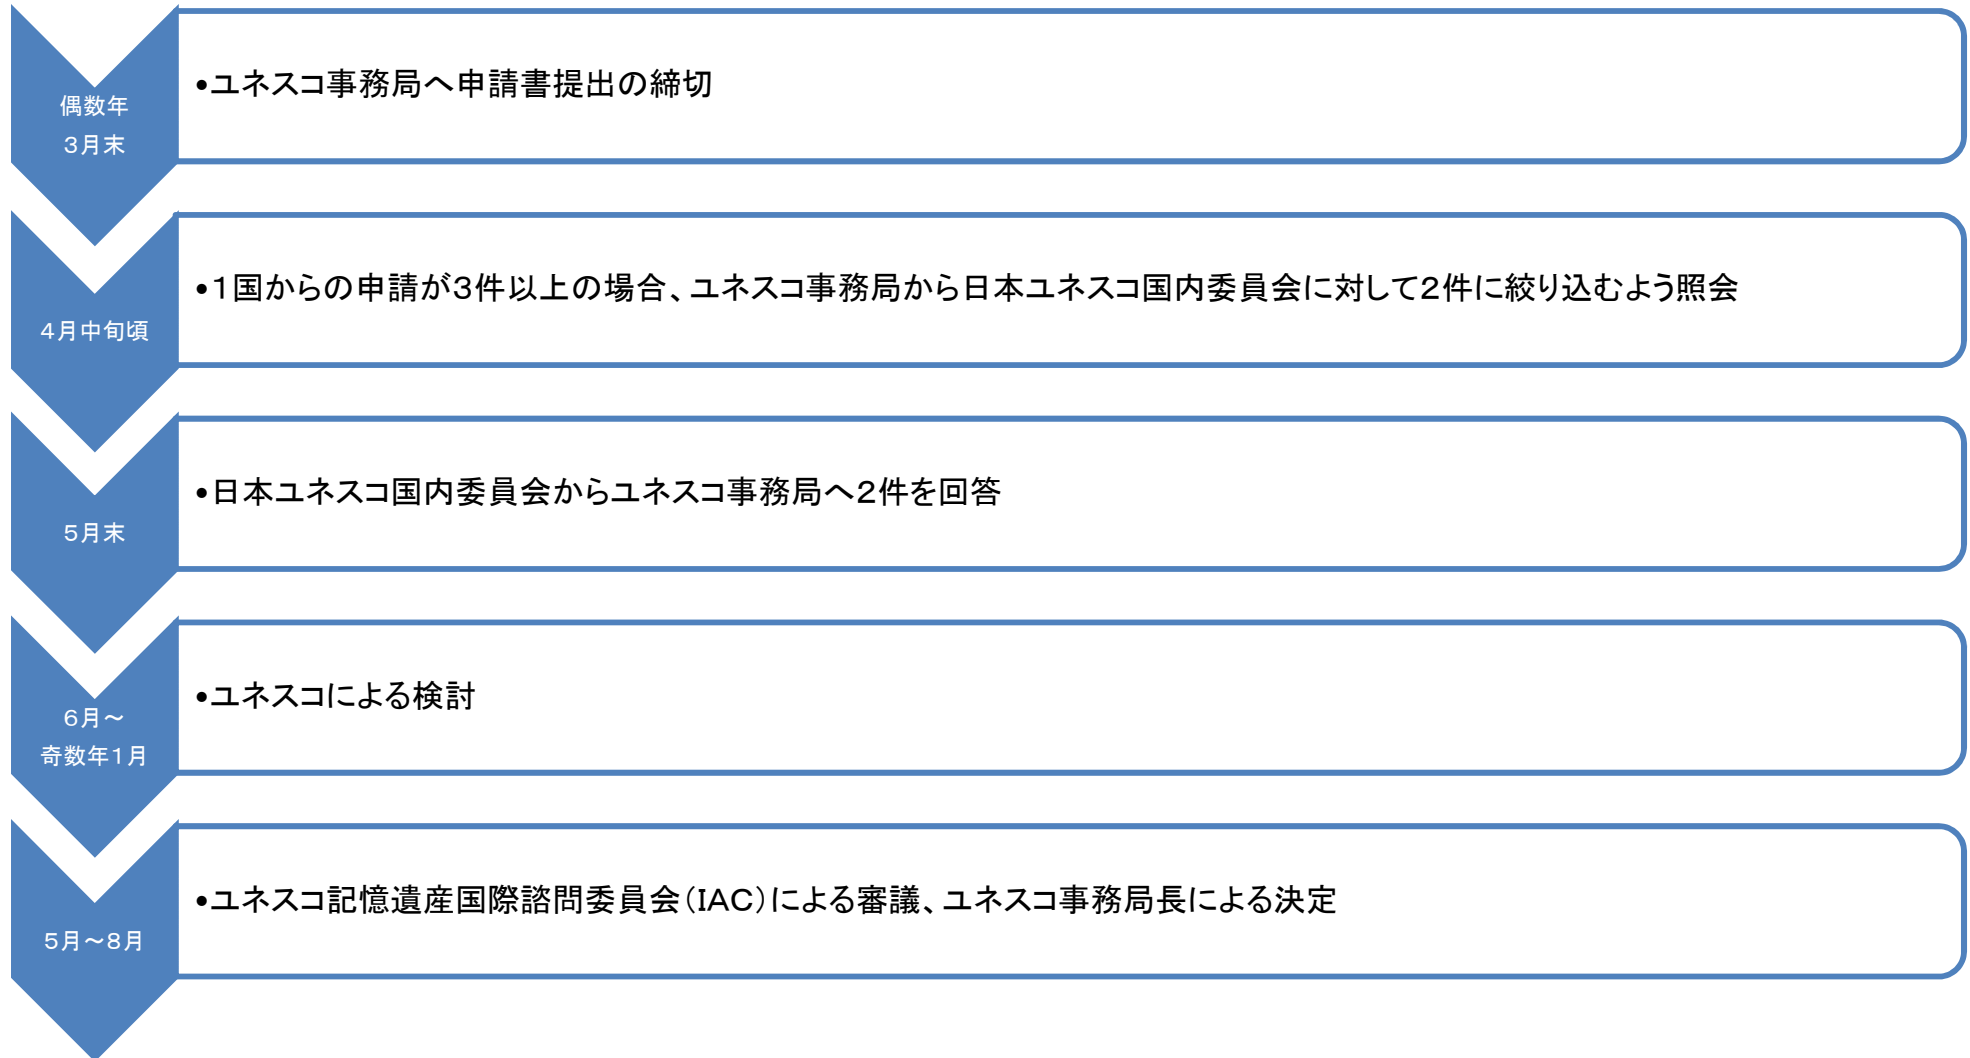 偶数年
３月末
•ユネスコ事務局へ申請書提出の締切
４月中旬頃
•１国からの申請が３件以上の場合、ユネスコ事務局から日本ユネスコ国内委員会に対して２件に絞り込むよう照会
５月末
•日本ユネスコ国内委員会からユネスコ事務局へ２件を回答
６月～
奇数年１月
•ユネスコによる検討
５月～８月
•ユネスコ記憶遺産国際諮問委員会（IAC）による審議、ユネスコ事務局長による決定